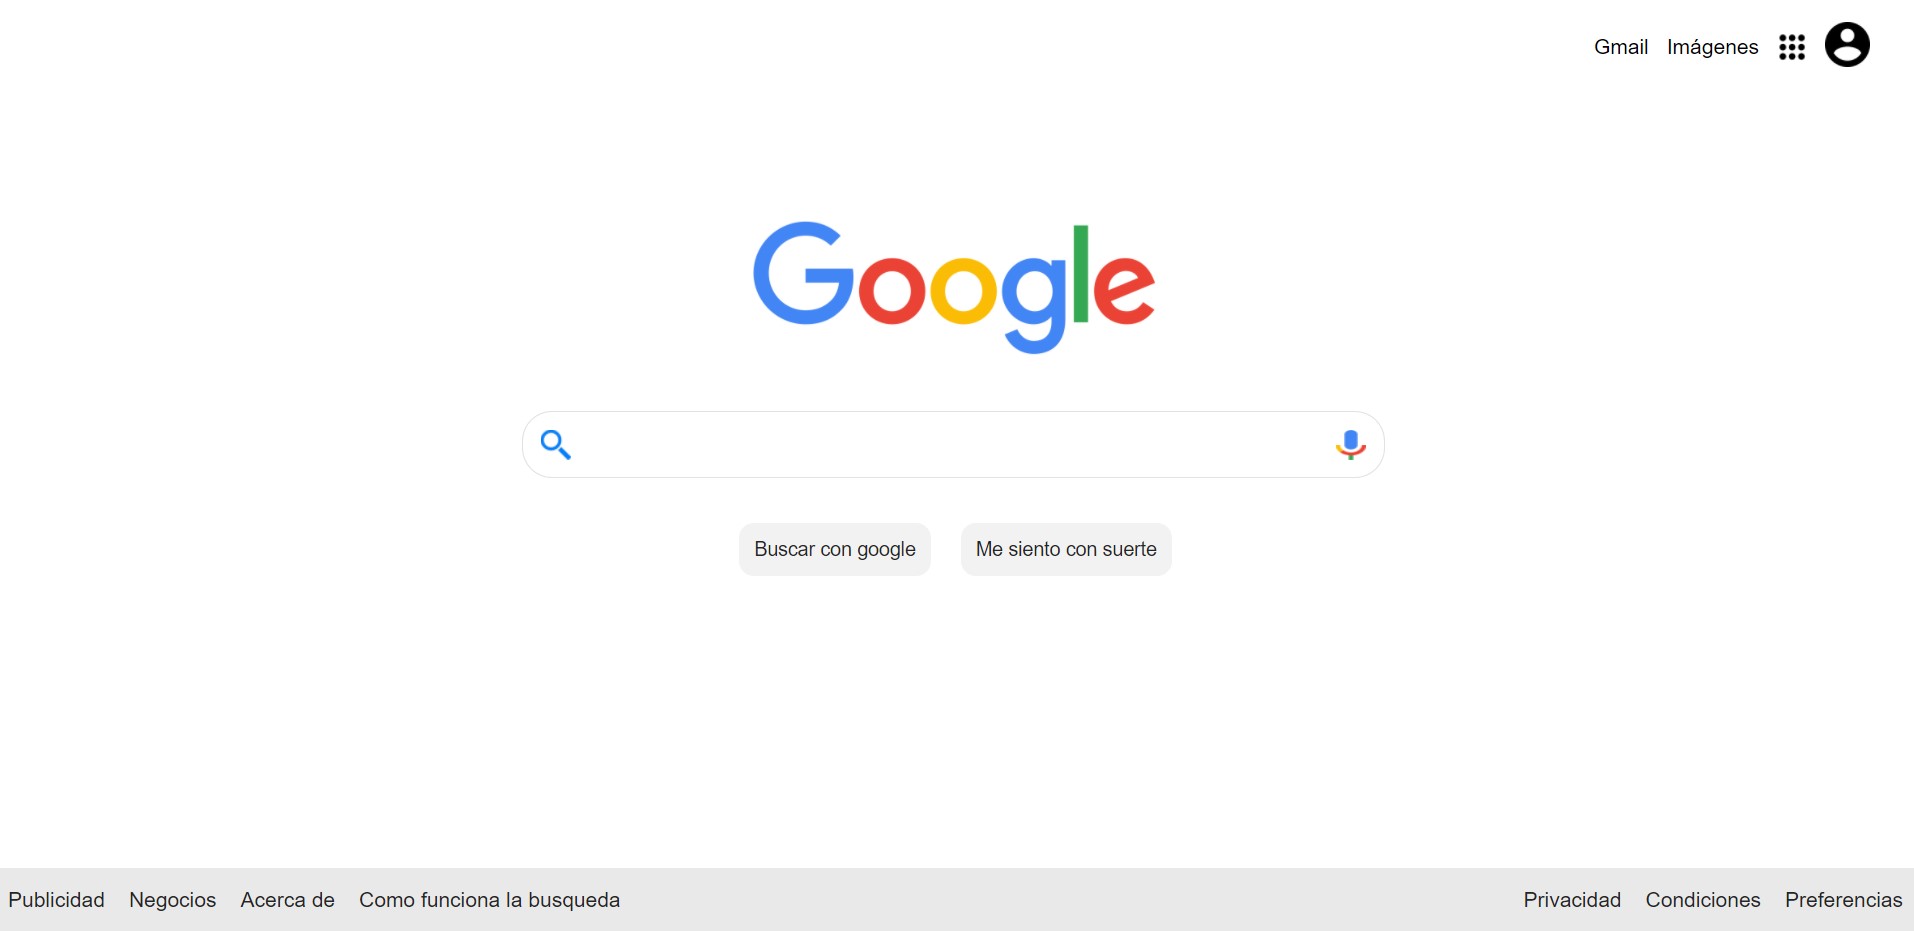 Gmail Imágenes
Google
Buscar con google Me siento con suerte
Publicidad Negocios Acerca de Como funciona la busqueda Privacidad Condiciones Preferencias